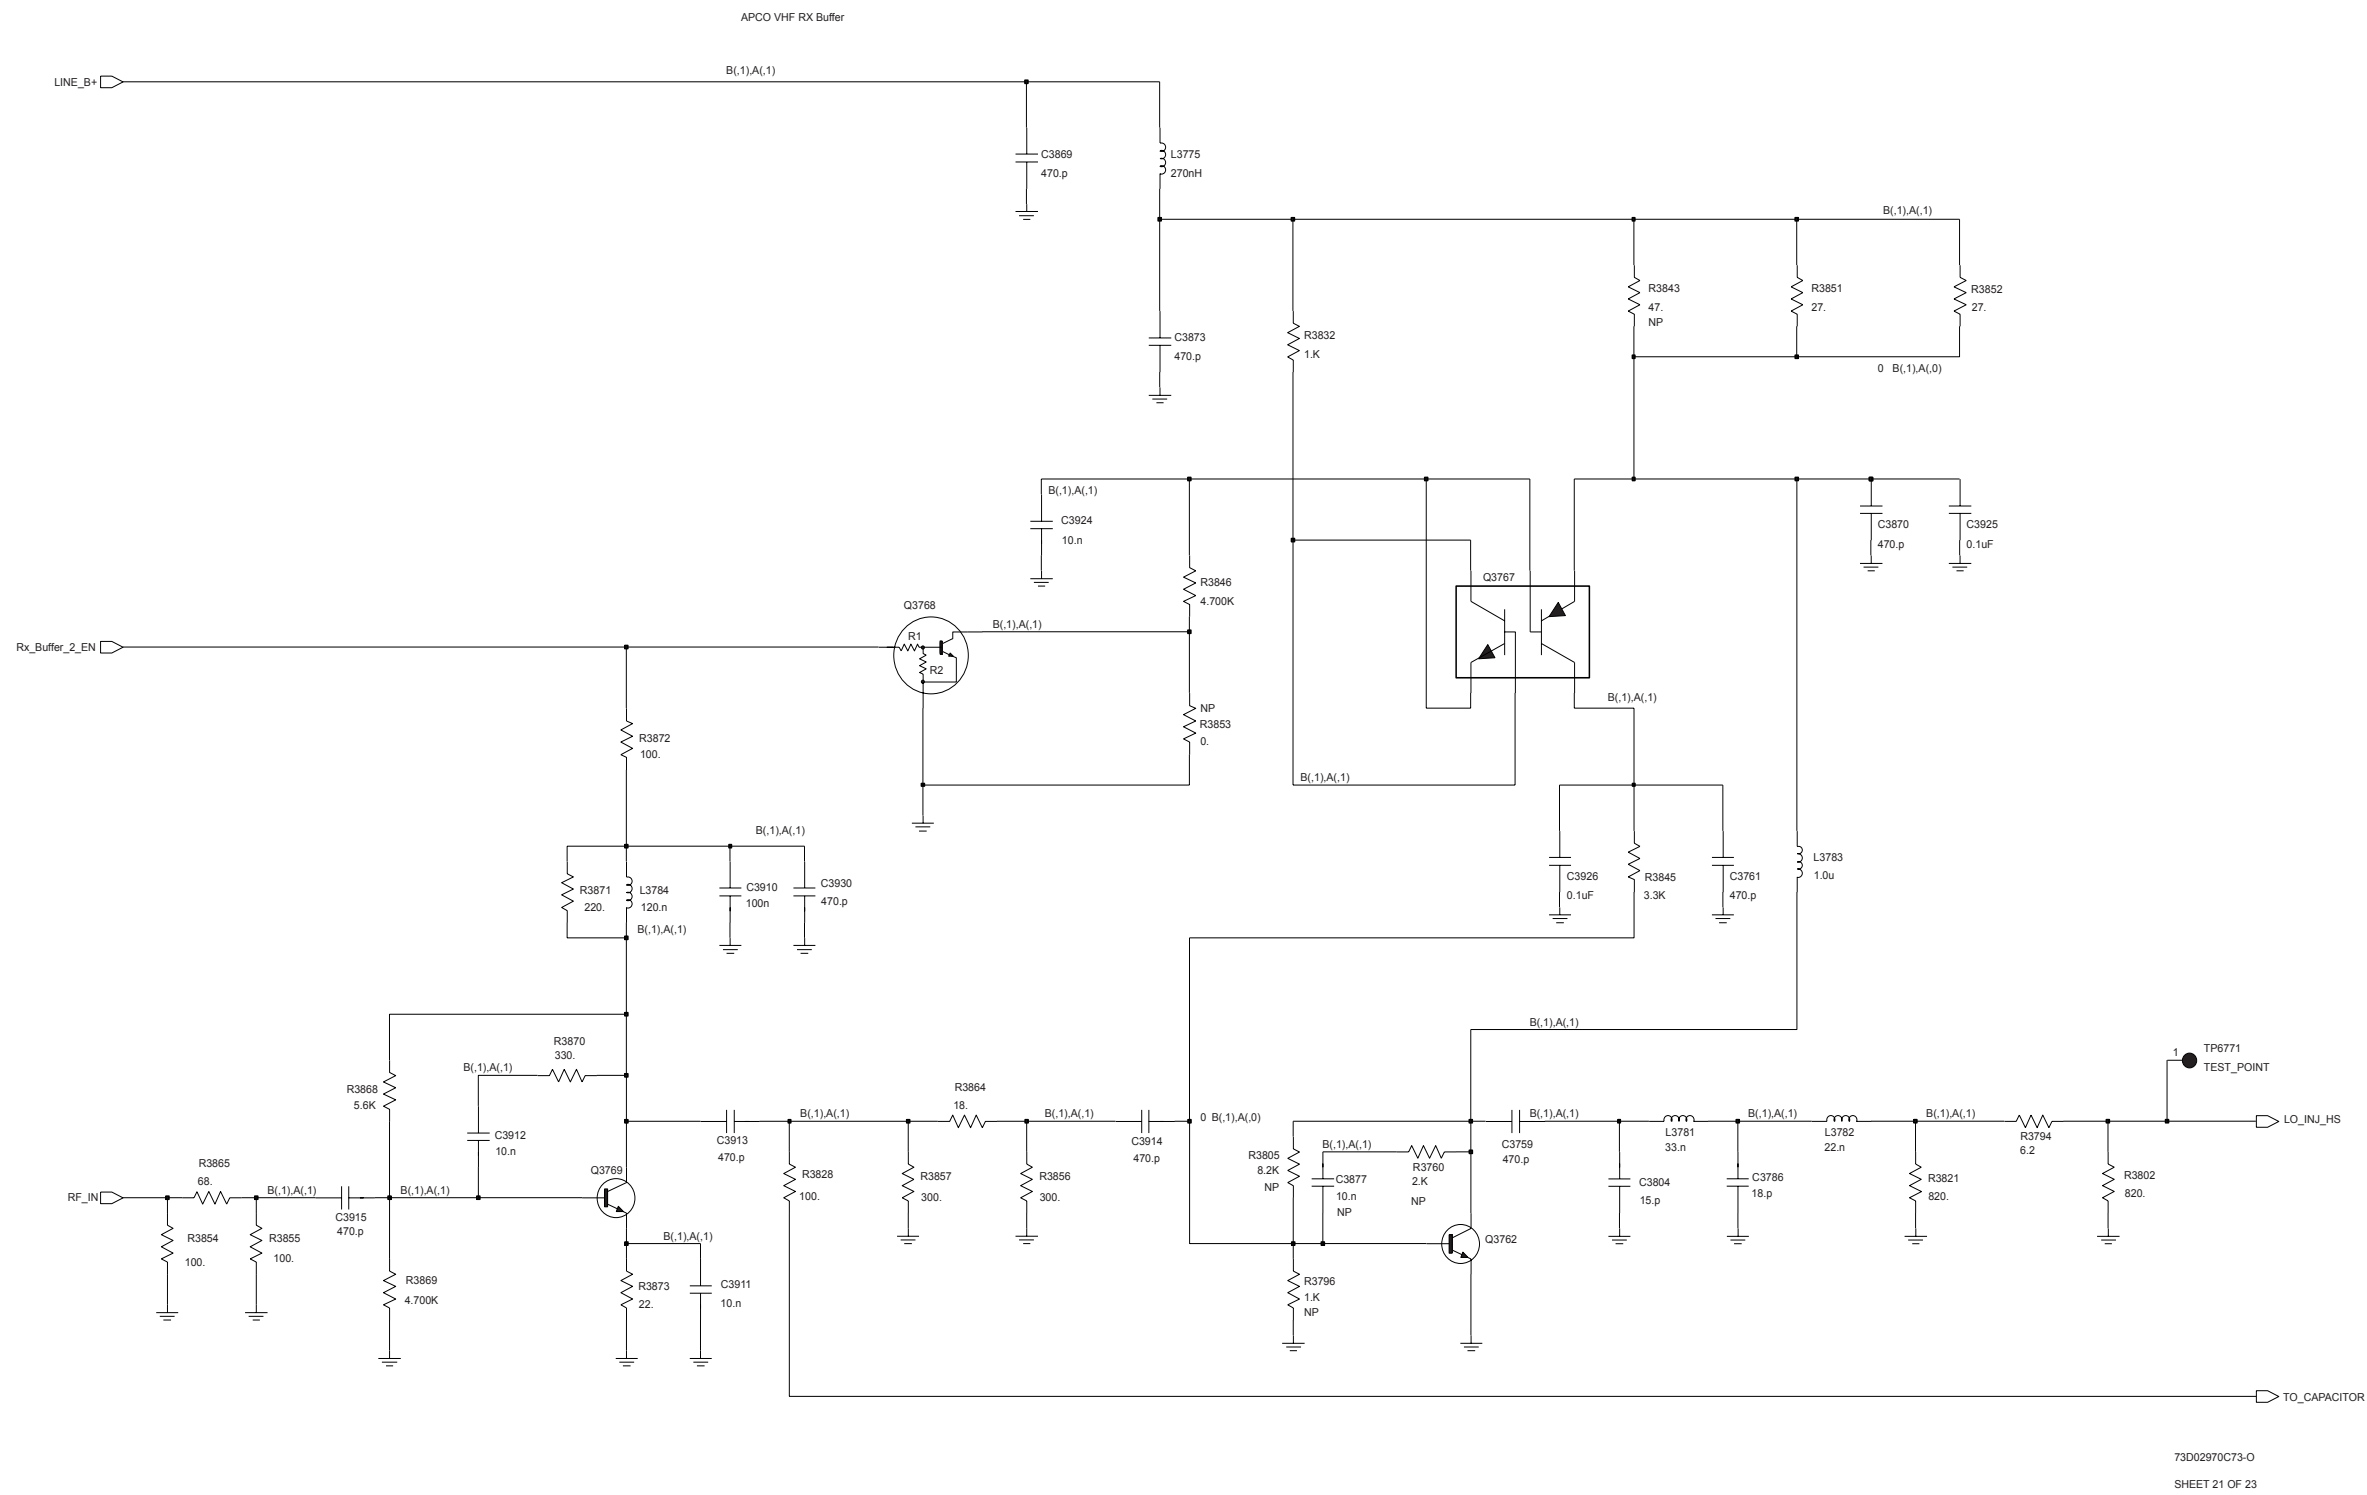 APCO VHF RX Buffer
LINE_B+
B(,1),A(,1)
C3869
470.p
L3775
270nH
B(,1),A(,1)
R3843
47.
NP
R3851
27.
R3852
27.
C3873
470.p
R3832
1.K
0 B(,1),A(,0)
B(,1),A(,1)
C3924
10.n
C3870
470.p
C3925
0.1uF
Q3767
R3846
4.700K
Q3768
R1
R2
B(,1),A(,1)
Rx_Buffer_2_EN
NP
R3853
0.
B(,1),A(,1)
R3872
100.
B(,1),A(,1)
B(,1),A(,1)
R3871
220.
L3784
120.n
C3910
100n
C3930
470.p
C3926
0.1uF
R3845
3.3K
C3761
470.p
L3783
1.0u
B(,1),A(,1)
B(,1),A(,1)
R3870
330.
B(,1),A(,1)
R3868
5.6K
C3912
10.n
1
TP6771
TEST_POINT
R3864
18.
B(,1),A(,1)
B(,1),A(,1)
0 B(,1),A(,0)
B(,1),A(,1)
B(,1),A(,1)
B(,1),A(,1)
LO_INJ_HS
C3913
470.p
C3914
470.p
C3759
470.p
L3781
33.n
L3782
22.n
R3794
6.2
B(,1),A(,1)
R3805
8.2K
NP
C3877
10.n
NP
R3760
2.K
NP
R3865
68.
RF_IN
B(,1),A(,1)
B(,1),A(,1)
C3915
470.p
Q3769
R3828
100.
R3857
300.
R3856
300.
C3804
15.p
C3786
18.p
R3821
820.
R3802
820.
R3854
100.
R3855
100.
B(,1),A(,1)
Q3762
R3869
4.700K
R3873
22.
C3911
10.n
R3796
1.K
NP
TO_CAPACITOR
73D02970C73-O
SHEET 21 OF 23